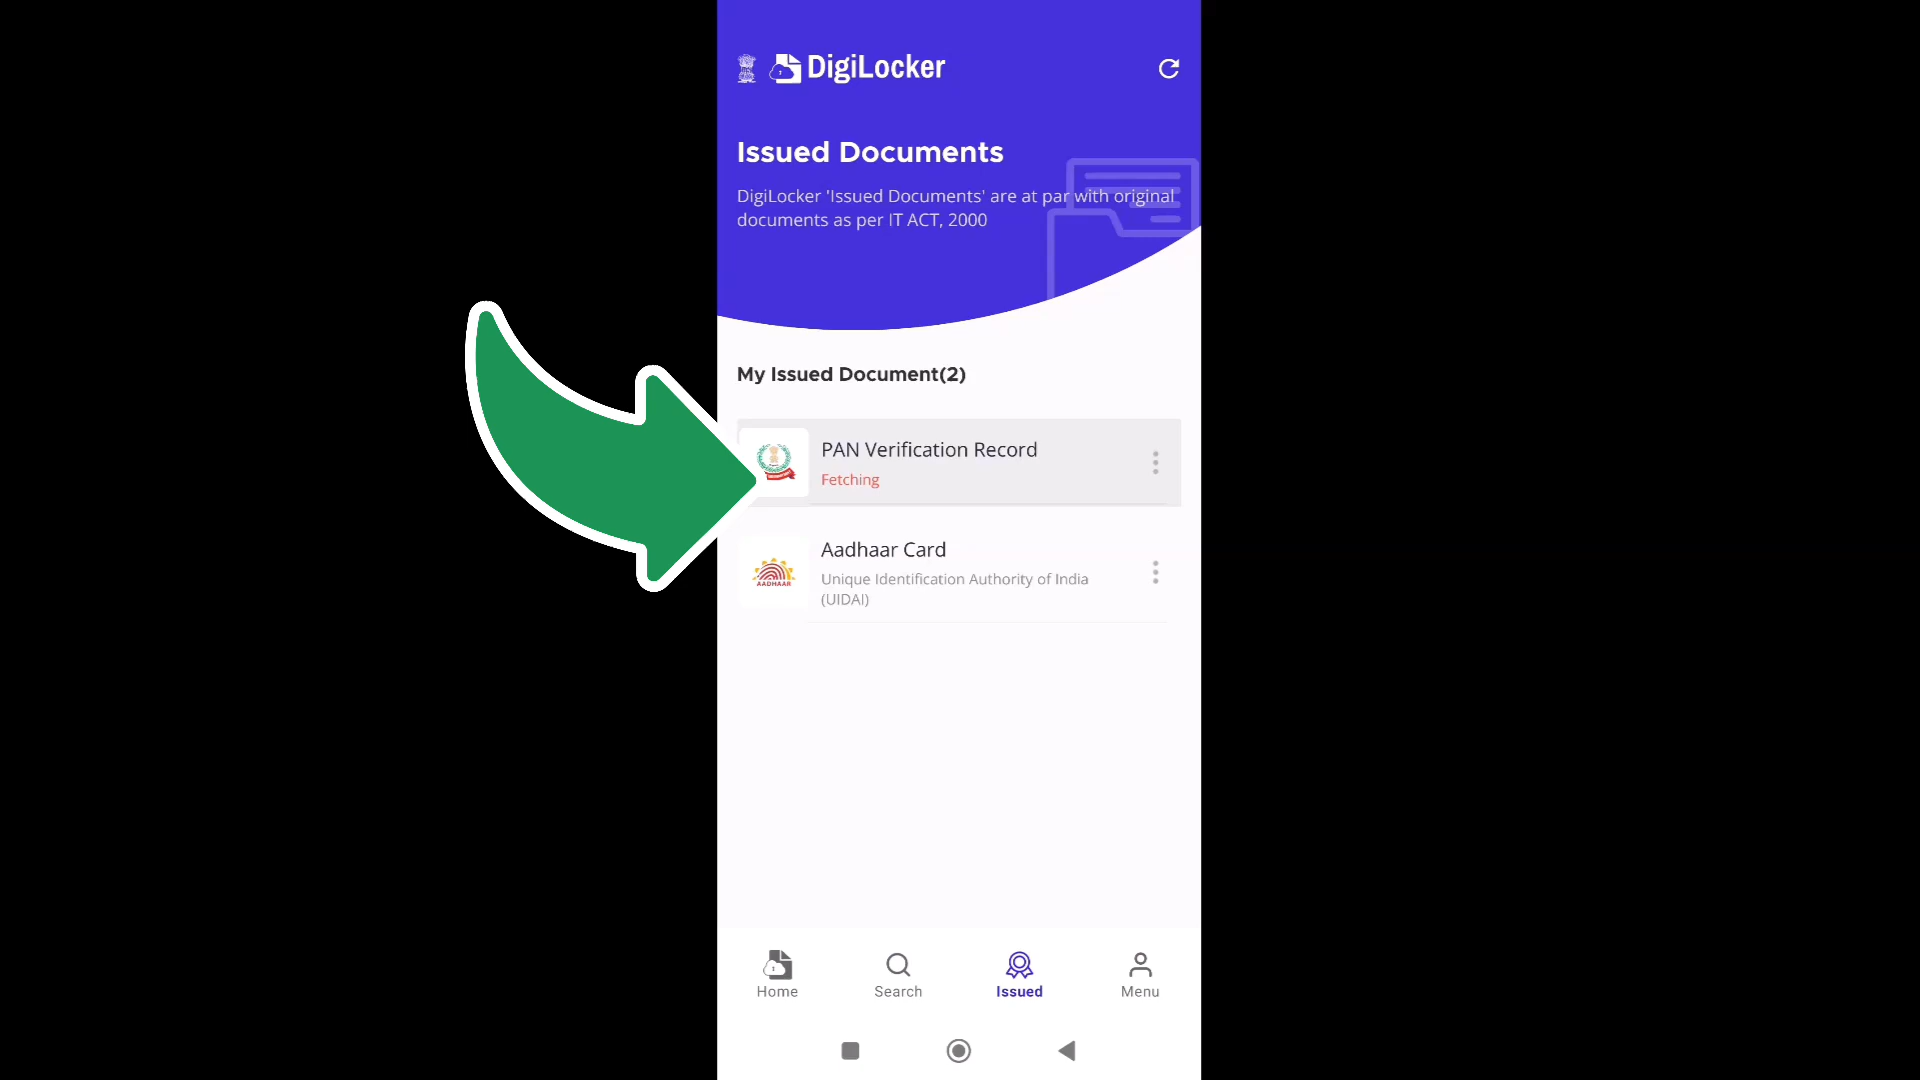 DigiLocker
Issued Documents
DigiLocker 'Issued Documents' are at par with original
documents as per IT ACT, 2000
My Issued Document(2)
PAN Verification Record
Fetching
Aadhaar Card
Unique Identification Authority of India
(UIDAI)
AADHAAR
Home
Search
Issued
Menu